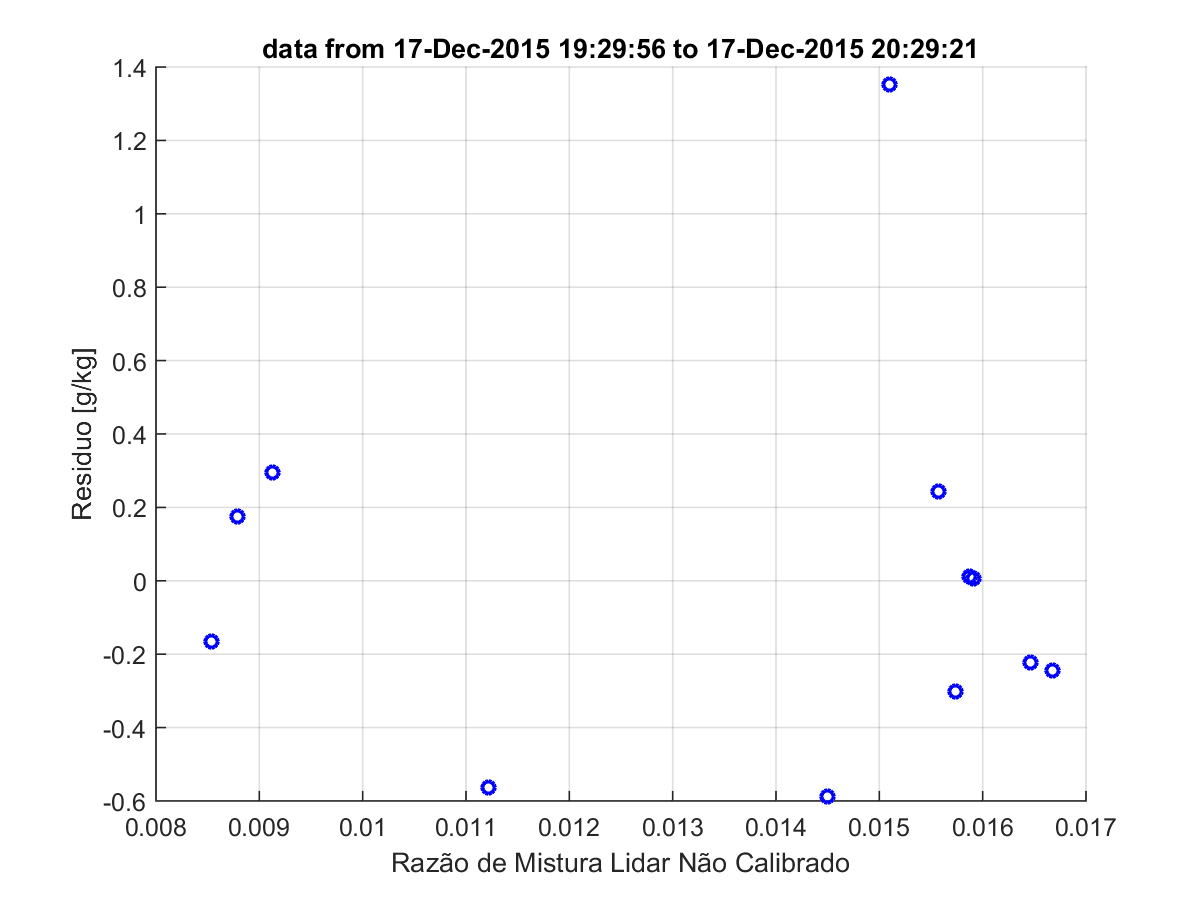 data from 17-Dec-2015 19:29:56 to 17-Dec-2015 20:29:21
1.4
1.2
1
0.8
0.6
0.4
0.2
0
-0.2
-0.4
-0.6
Residuo [g/kg]
0.008 0.009 0.01 0.011 0.012 0.013 0.014 0.015 0.016 0.017
Razão de Mistura Lidar Não Calibrado